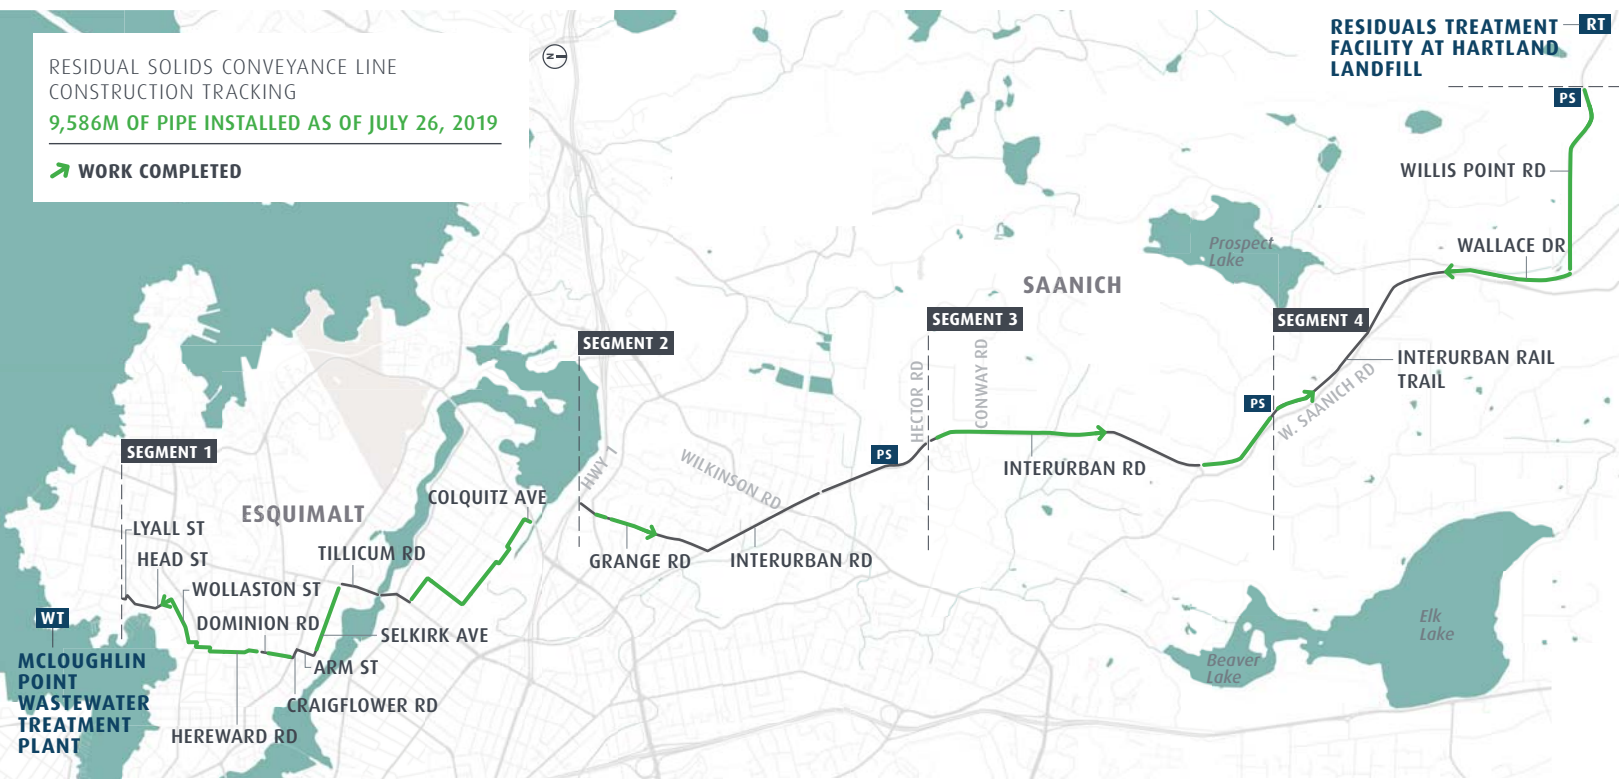 RESIDUAL SOLIDS CONVEYANCE LINE
CONSTRUCTION TRACKING
9,586M OF PIPE INSTALLED AS OF JULY 26, 2019
WORK COMPLETED
N
RESIDUALS TREATMENT
FACILITY AT HARTLAND
LANDFILL
RT
PS
WILLIS POINT RD
WALLACE DR
Prospect
Lake
SAANICH
SEGMENT 3
SEGMENT 4
SEGMENT 2
INTERURBAN RAIL
TRAIL
HECTOR RD
CONWAY RD
W. SAANICH RD
PS
SEGMENT 1
PS
HWY 1
WILKINSON RD
INTERURBAN RD
COLQUITZ AVE
ESQUIMALT
LYALL ST
HEAD ST
TILLICUM RD
GRANGE RD
INTERURBAN RD
WOLLASTON ST
WT
DOMINION RD
SELKIRK AVE
Elk
Lake
MCLOUGHLIN
POINT
WASTEWATER
TREATMENT
PLANT
ARM ST
Beaver
Lake
CRAIGFLOWER RD
HEREWARD RD